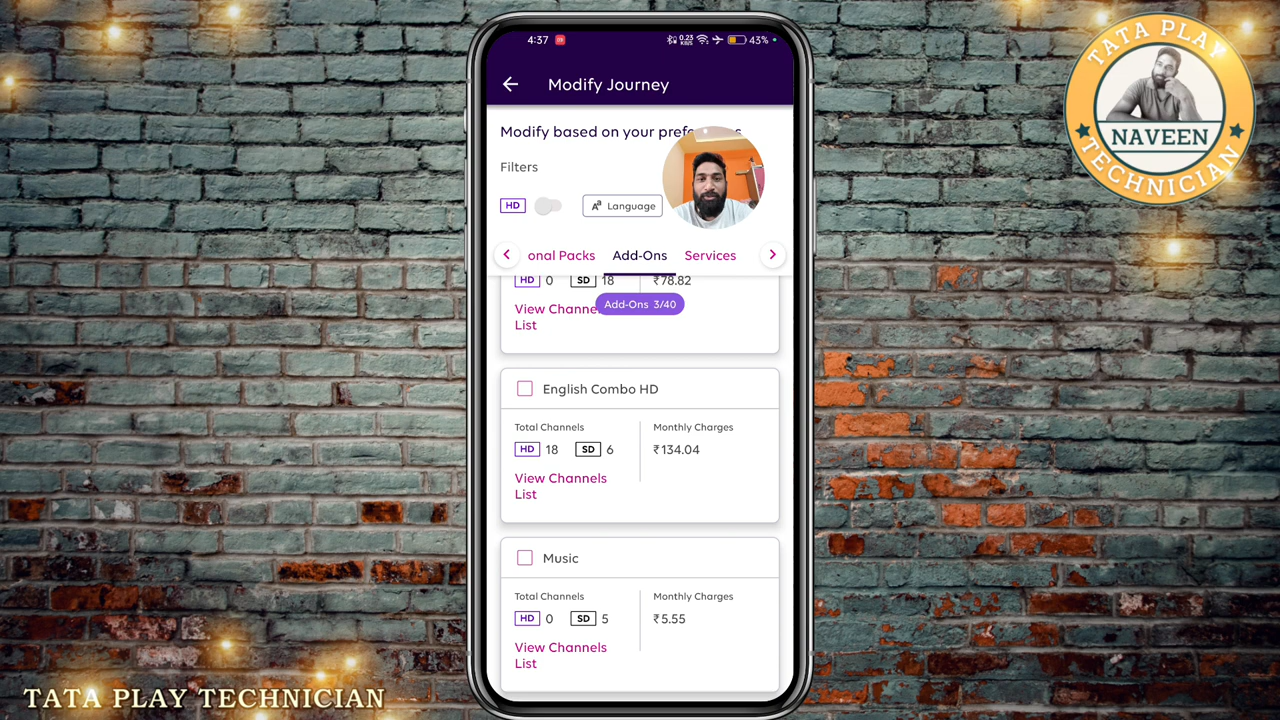 4:37
0.23
KB/S
43%
Modify Journey
Modify based on your
Filters
HD
Language
onal Packs
Add-Ons
Services
HD 0 SD 18 ₹78.82
View
List
Add-Ons 3/40
English Combo HD
Total Channels
Monthly Charges
HD 18 SD 6 ₹134.04
View Channels
List
Music
Total Channels
Monthly Charges
HD 0 SD 5 ₹5.55
View Channels
List
TATA PLAY
NAVEEN
TECHNICIAN
TATA PLAY TECHNICIAN